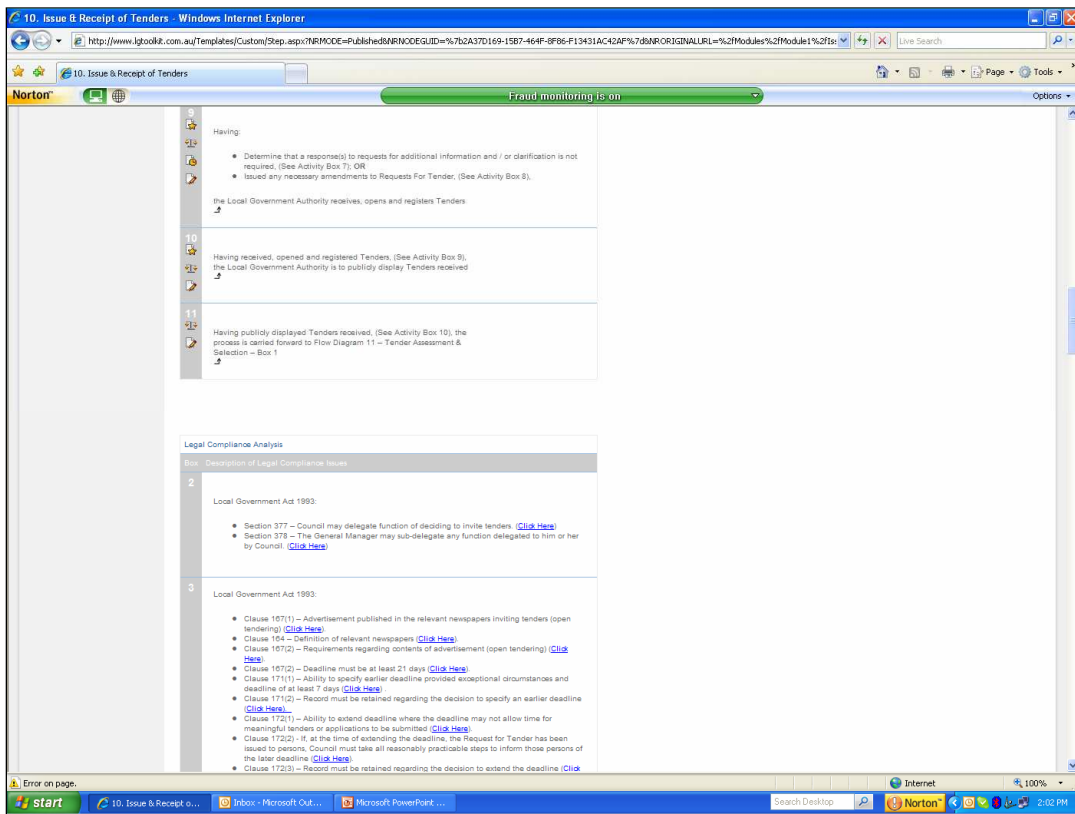 10. Issue & Receipt of Tenders - Windows Internet Explorer
http://www.lgtoolkit.com.au/Templates/Custom/Step.aspx?NRMODE=Published&NRNODEGUID=%7b2A37D169-15B7-464F-8F86-F13431AC42AF%7d&NRORIGINALURL=%2fModules%2fModule1%2fIs:
Live Search
10. Issue & Receipt of Tenders
Page
Tools
Norton
Fraud monitoring is on
Options
9
Having:
Determine that a response(s) to requests for additional information and / or clarification is not
required, (See Activity Box 7); OR
Issued any necessary amendments to Requests For Tender, (See Activity Box 8),
the Local Government Authority receives, opens and registers Tenders
10
Having received, opened and registered Tenders, (See Activity Box 9),
the Local Government Authority is to publicly display Tenders received
11
Having publicly displayed Tenders received, (See Activity Box 10), the
process is carried forward to Flow Diagram 11 – Tender Assessment &
Selection – Box 1
Legal Compliance Analysis
Box Description of Legal Compliance Issues
2
Local Government Act 1993:
Section 377 – Council may delegate function of deciding to invite tenders. (Click Here)
Section 378 – The General Manager may sub-delegate any function delegated to him or her
by Council. (Click Here)
3
Local Government Act 1993:
Clause 167(1) – Advertisement published in the relevant newspapers inviting tenders (open
tendering) (Click Here).
Clause 164 – Definition of relevant newspapers (Click Here).
Clause 167(2) – Requirements regarding contents of advertisement (open tendering) (Click
Here).
Clause 167(2) – Deadline must be at least 21 days (Click Here).
Clause 171(1) – Ability to specify earlier deadline provided exceptional circumstances and
deadline of at least 7 days (Click Here) .
Clause 171(2) – Record must be retained regarding the decision to specify an earlier deadline
(Click Here).
Clause 172(1) – Ability to extend deadline where the deadline may not allow time for
meaningful tenders or applications to be submitted (Click Here).
Clause 172(2) - If, at the time of extending the deadline, the Request for Tender has been
issued to persons, Council must take all reasonably practicable steps to inform those persons of
the later deadline (Click Here).
Clause 172(3) – Record must be retained regarding the decision to extend the deadline (Click
Error on page.
Internet
100%
start
10. Issue & Receipt o...
Inbox - Microsoft Out...
Microsoft PowerPoint ...
Search Desktop
Norton
2:02 PM